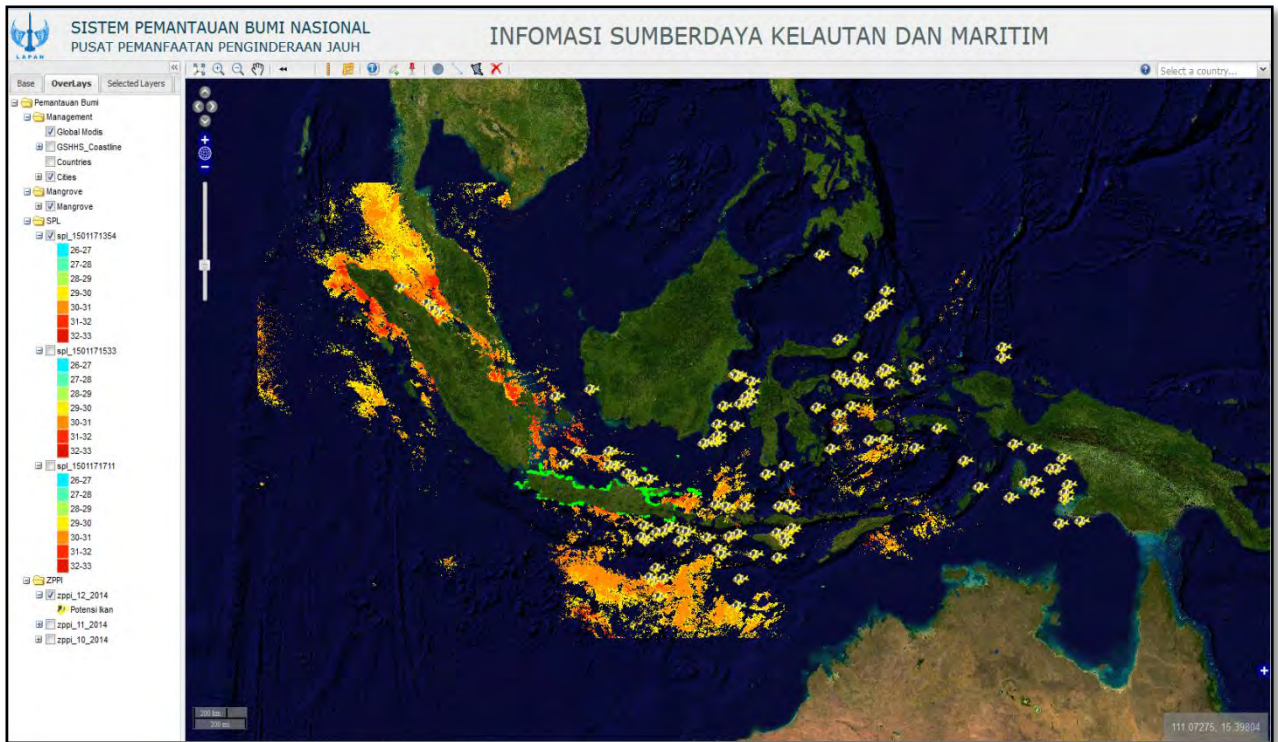 SISTEM PEMANTAUAN BUMI NASIONAL
PUSAT PEMANFAATAN PENGINDERAAN JAUH
INFOMASI SUMBERDAYA KELAUTAN DAN MARITIM
LAPAN
Select a country...
Base OverLays Selected Layers
Pemantauan Bumi
Management
Global Modis
GSHHS_Coastline
Countries
Cities
Mangrove
Mangrove
SPL
spl_1501171354
26-27
27-28
28-29
29-30
30-31
31-32
32-33
spl_1501171533
26-27
27-28
28-29
29-30
30-31
31-32
32-33
spl_1501171711
26-27
27-28
28-29
29-30
30-31
31-32
32-33
ZPPI
zppi_12_2014
Potensi Ikan
zppi_11_2014
zppi_10_2014
200 km
200 mi
111.07275, 15.39804